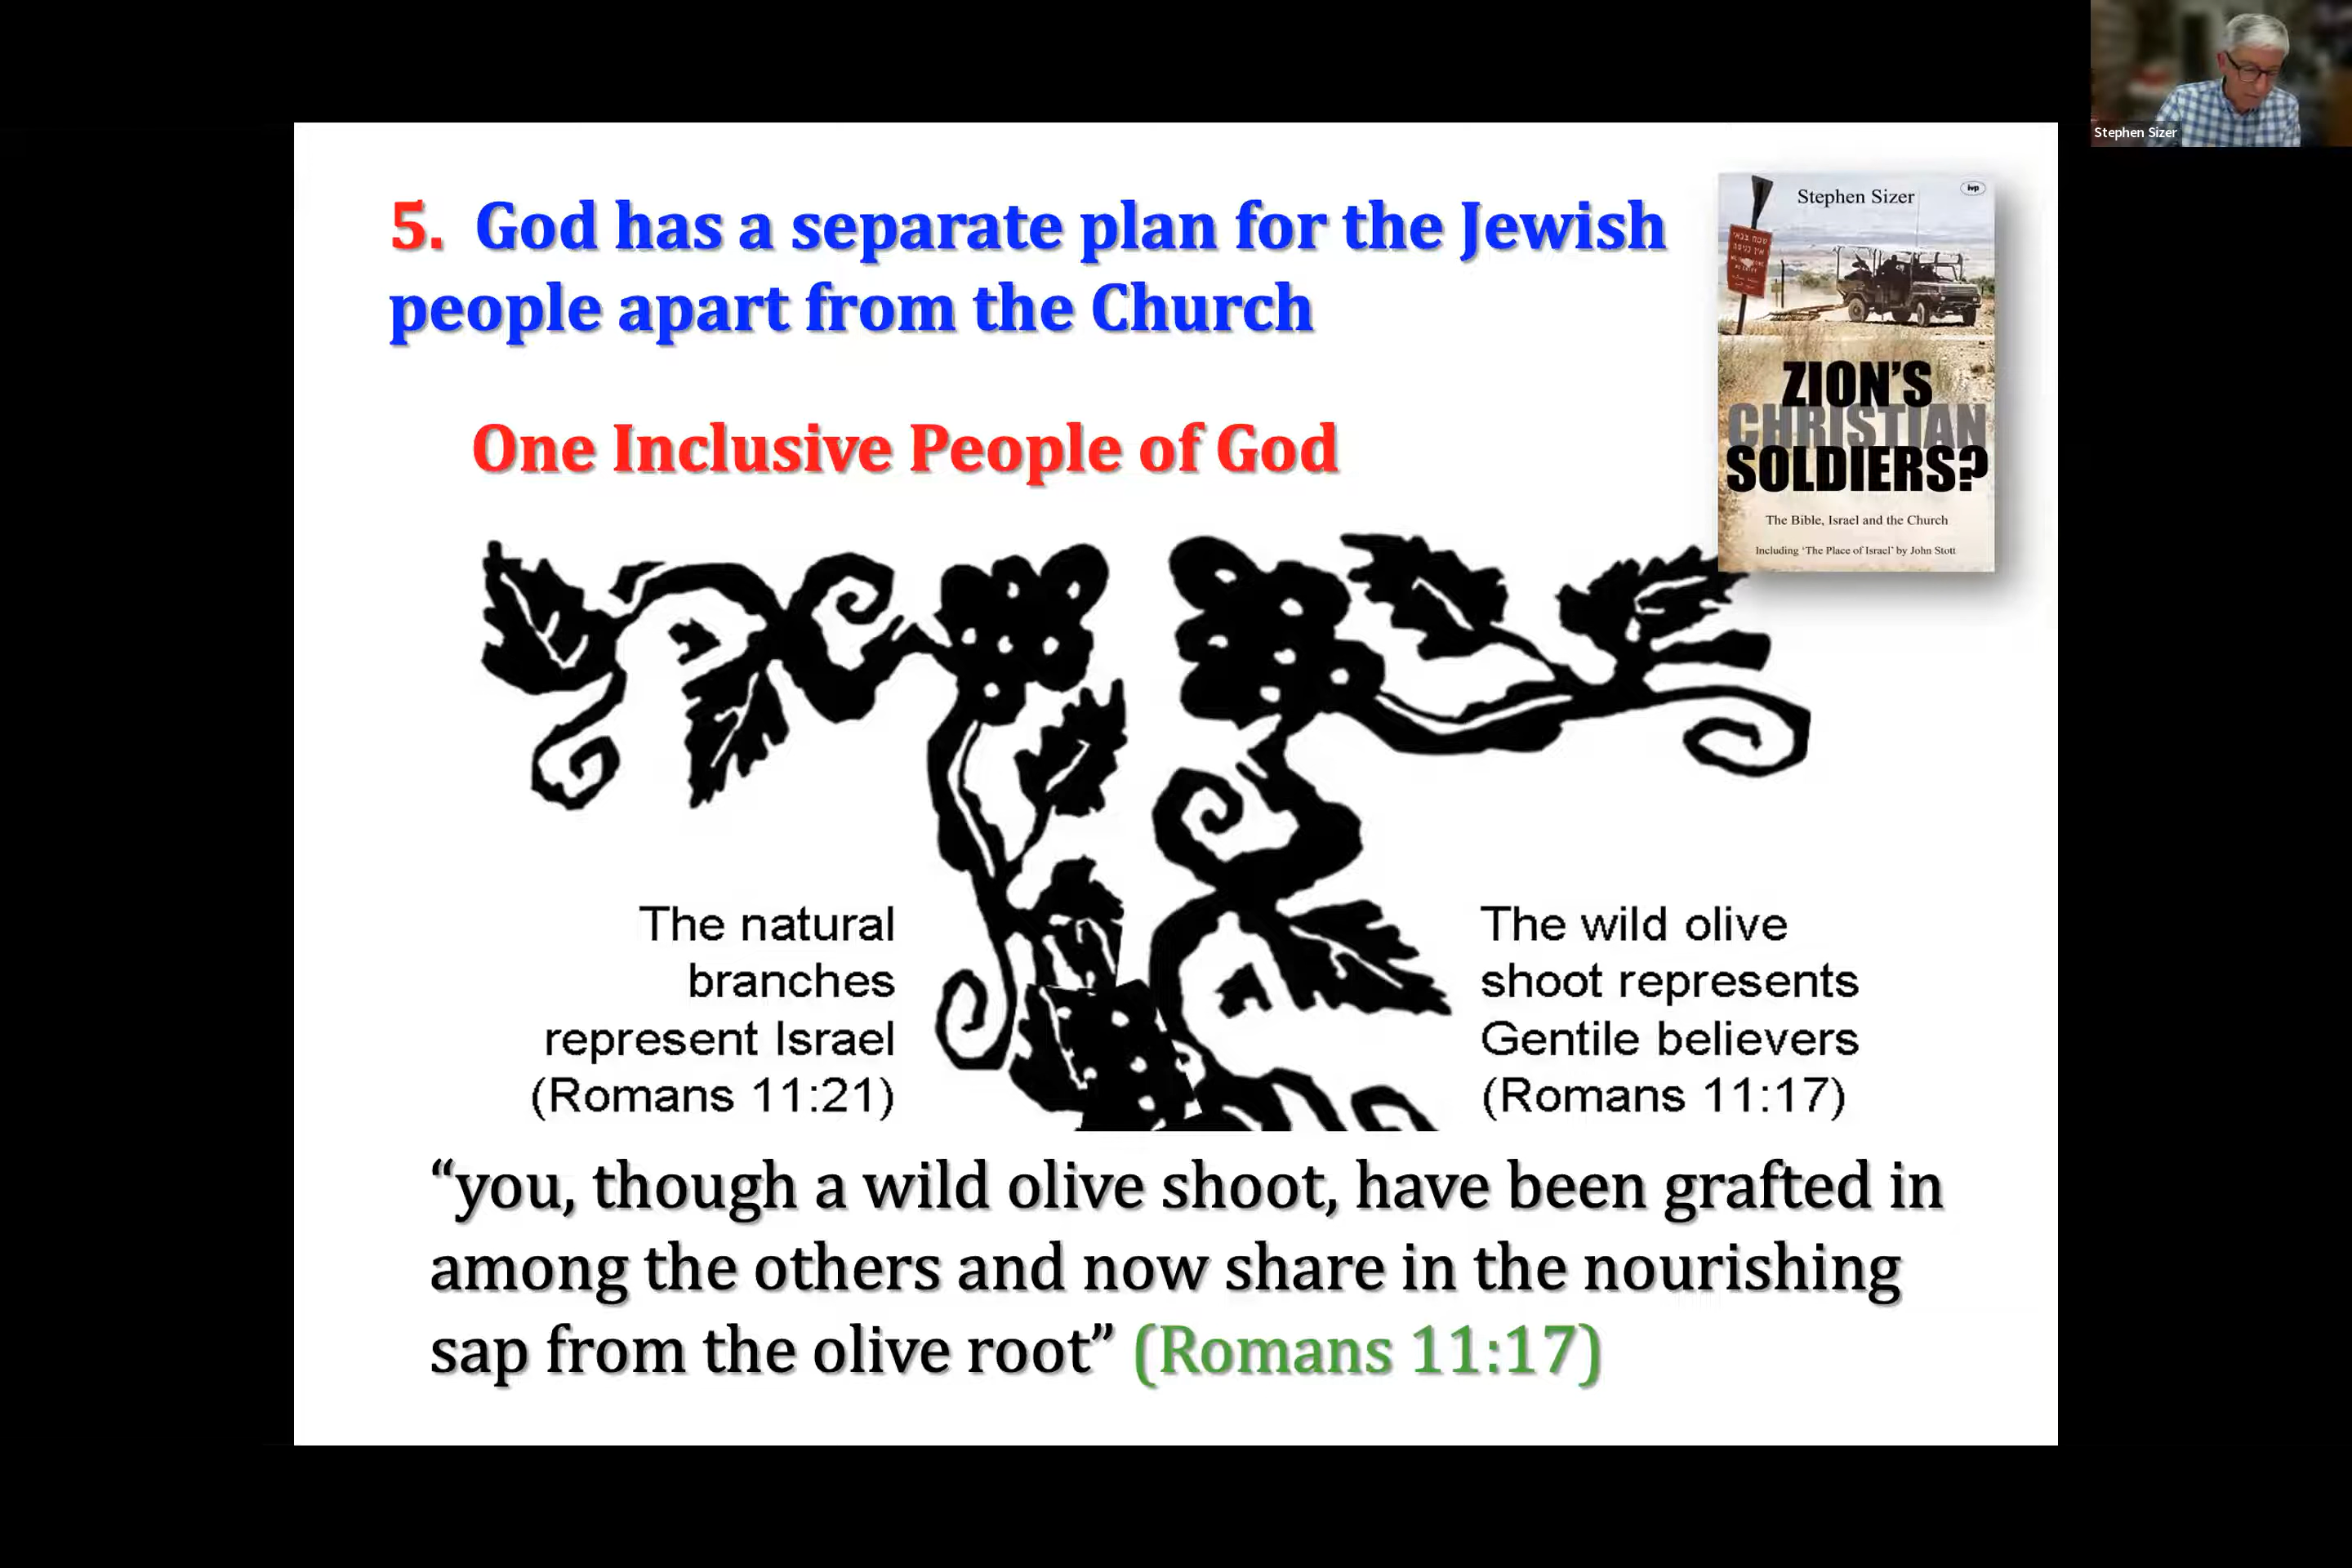 Stephen Sizer
5. God has a separate plan for the Jewish
people apart from the Church
One Inclusive People of God
Stephen Sizer
ivp
ZION'S
CHRISTIAN
SOLDIERS?
The Bible, Israel and the Church
Including ‘The Place of Israel’ by John Stott
The natural
branches
represent Israel
(Romans 11:21)
The wild olive
shoot represents
Gentile believers
(Romans 11:17)
“you, though a wild olive shoot, have been grafted in
among the others and now share in the nourishing
sap from the olive root” (Romans 11:17)